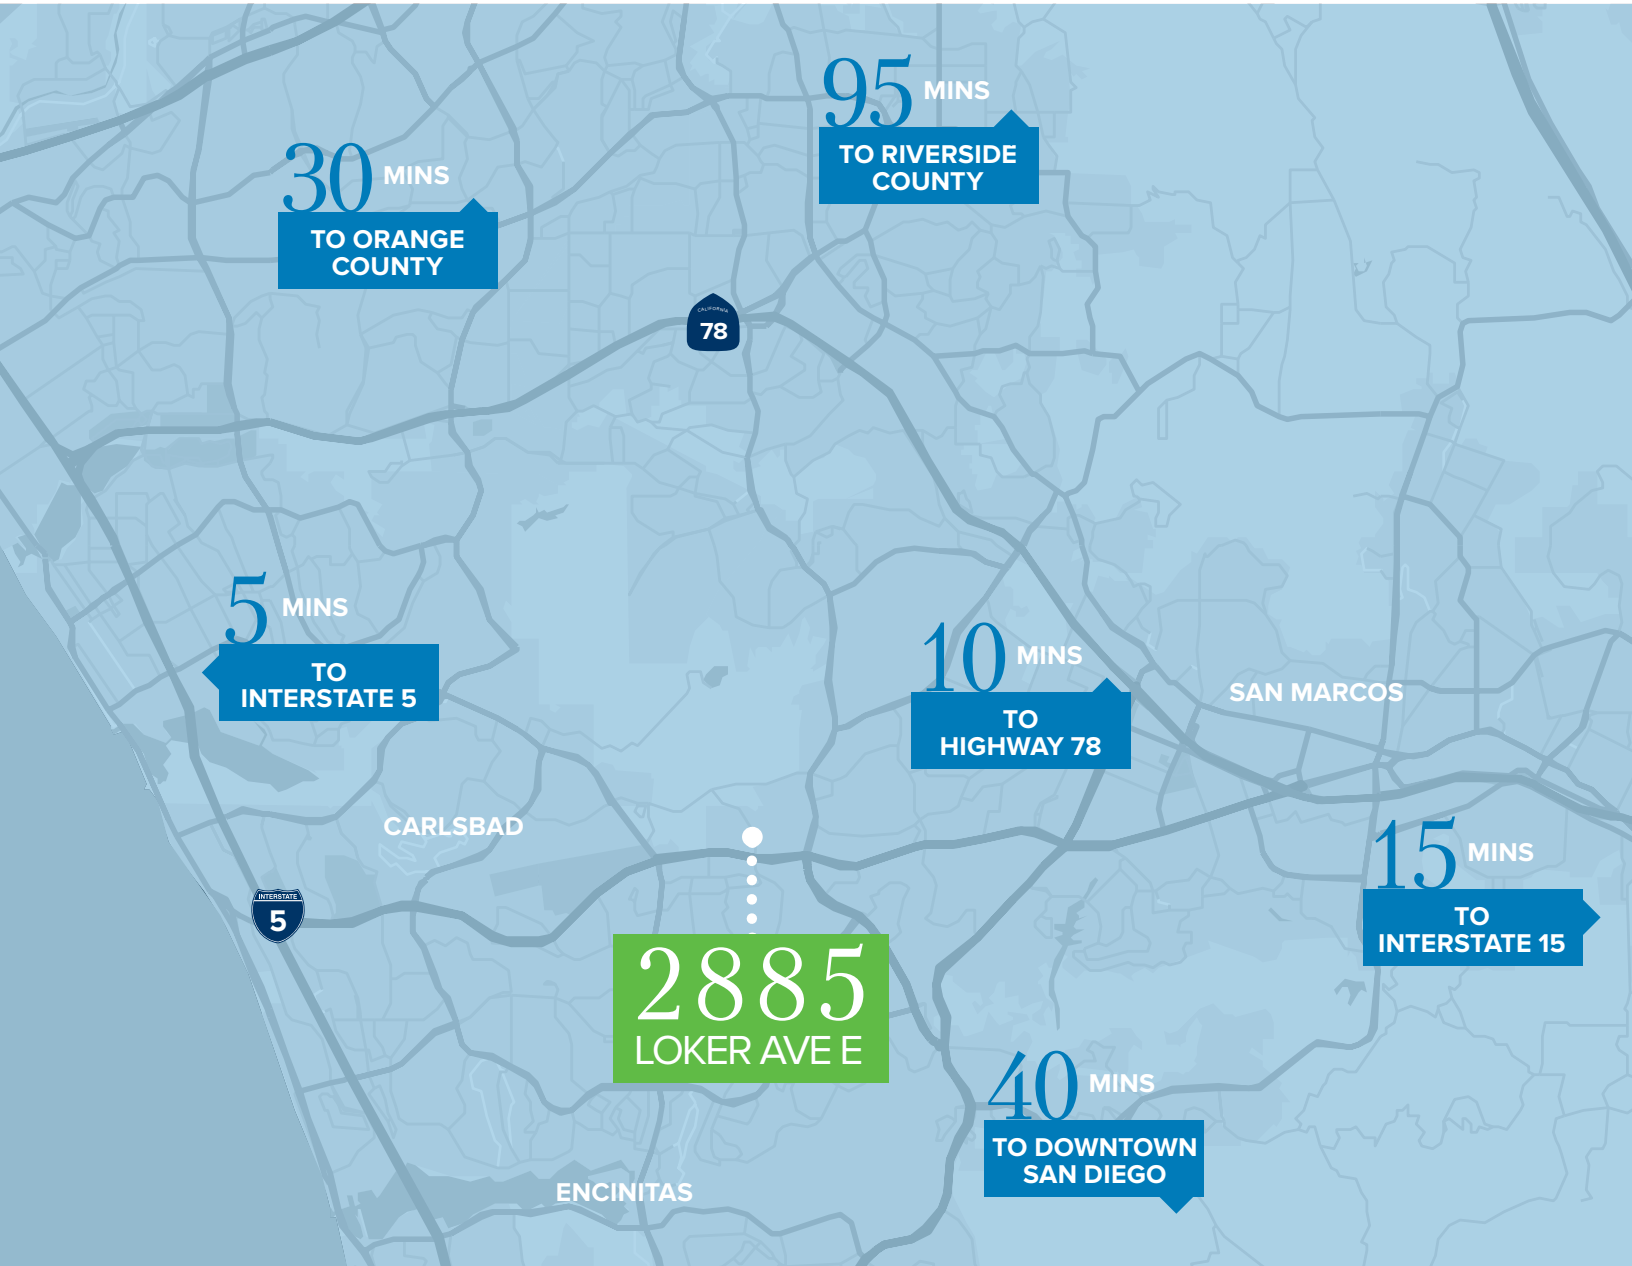 95 MINS
TO RIVERSIDE
COUNTY
30 MINS
TO ORANGE
COUNTY
CALIFORNIA
78
5 MINS
TO
INTERSTATE 5
10 MINS
TO
HIGHWAY 78
SAN MARCOS
CARLSBAD
15 MINS
TO
INTERSTATE 15
INTERSTATE
5
2885
LOKER AVE E
40 MINS
TO DOWNTOWN
SAN DIEGO
ENCINITAS